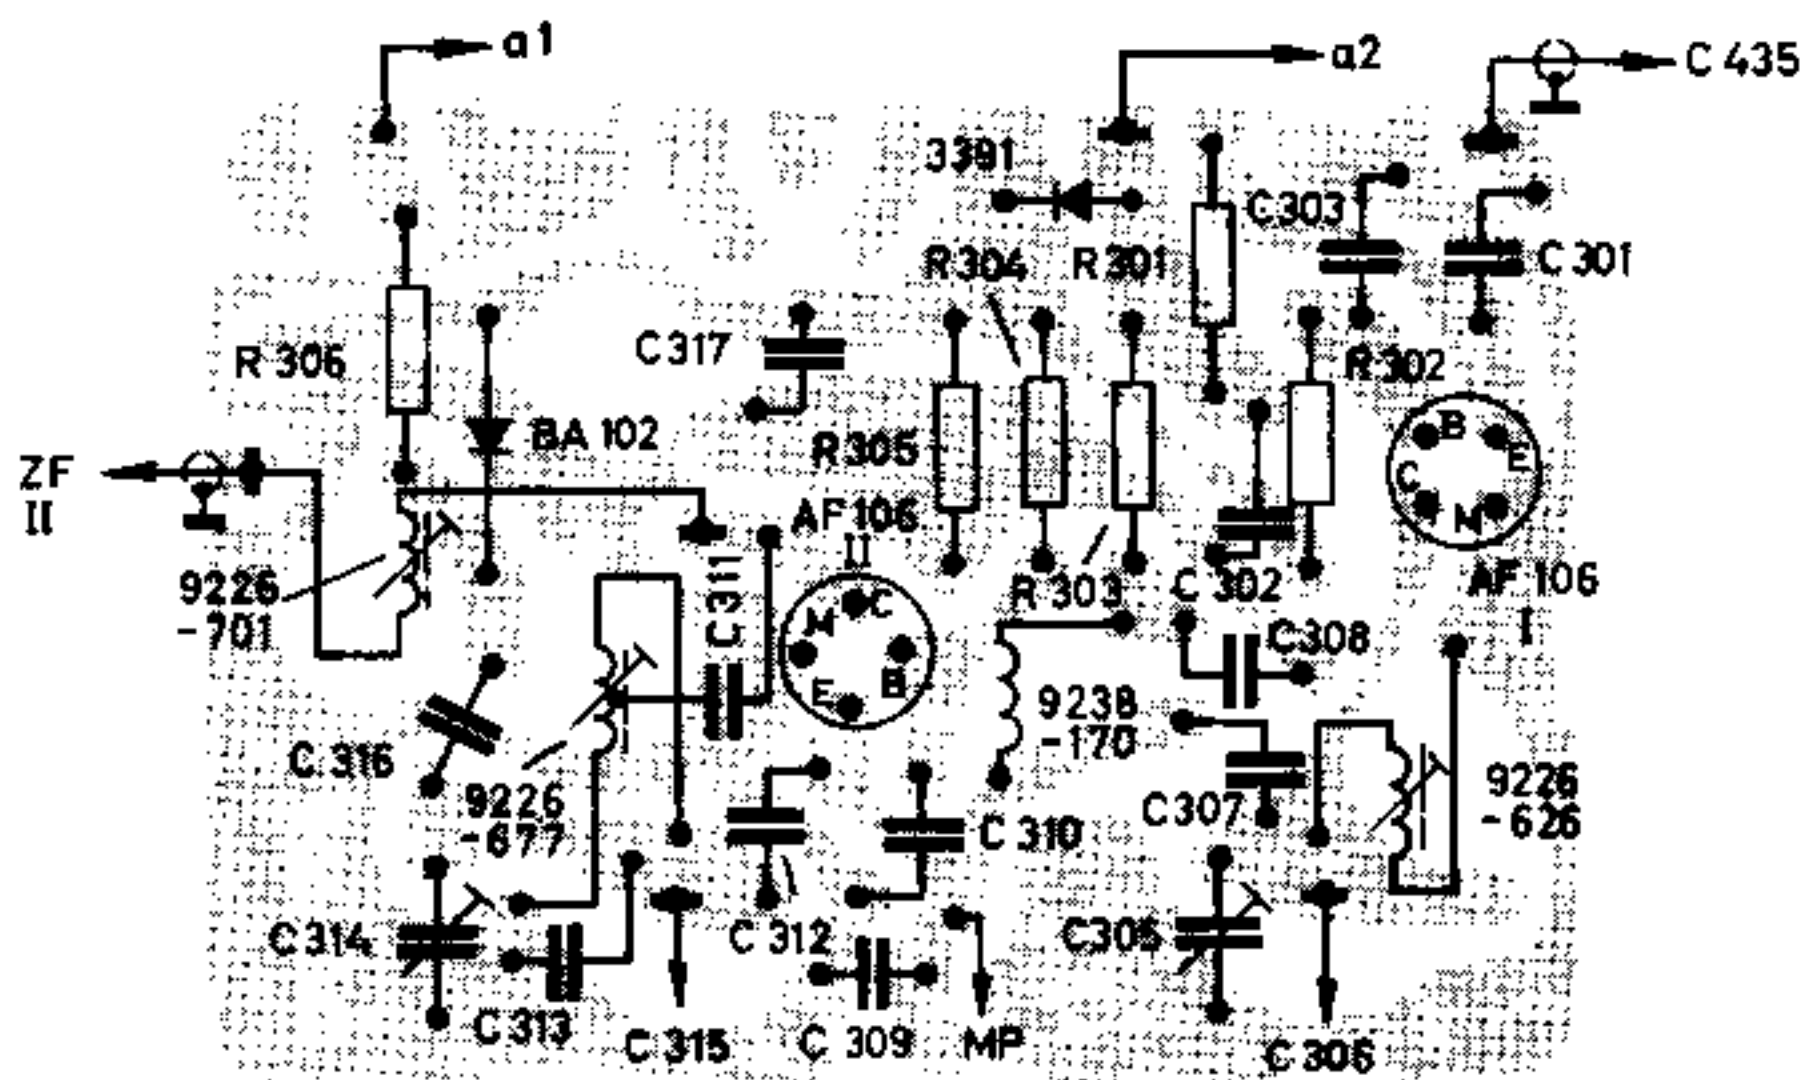 a1
a2
C 435
3391
C 303
R 304
R 301
C 301
C 317
R 306
R 302
BA 102
R 305
B
E
C
M
ZF
II
AF 106
II
C 311
9226
-701
R 303
C 302
AF 106
I
M
C
E
B
C 308
9238
-170
C 316
9226
-677
C 307
9226
-626
C 310
C 314
C 312
C 305
C 313
C 315
C 309
MP
C 306